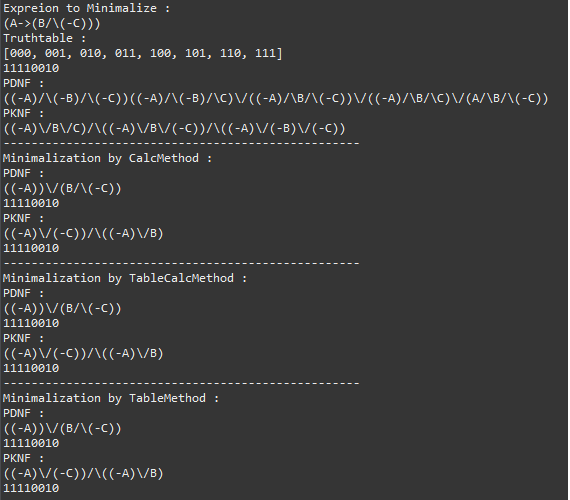 Expreion to Minimalize :
(A->(B/\(-C)))
Truthtable :
[000, 001, 010, 011, 100, 101, 110, 111]
11110010
PDNF :
((-A)/\(-B)/\(-C))((-A)/\(-B)/\C)\/((-A)/\B/\(-C))\/((-A)/\B/\C)\/(A/\B/\(-C))
PKNF :
((-A)\/B\/C)/\((-A)\/B\/(-C))/\((-A)\/(-B)\/(-C))
---------------------------------------------------
Minimalization by CalcMethod :
PDNF :
((-A))\/(B/\(-C))
11110010
PKNF :
((-A)\/(-C))/\((-A)\/B)
11110010
---------------------------------------------------
Minimalization by TableCalcMethod :
PDNF :
((-A))\/(B/\(-C))
11110010
PKNF :
((-A)\/(-C))/\((-A)\/B)
11110010
---------------------------------------------------
Minimalization by TableMethod :
PDNF :
((-A))\/(B/\(-C))
11110010
PKNF :
((-A)\/(-C))/\((-A)\/B)
11110010